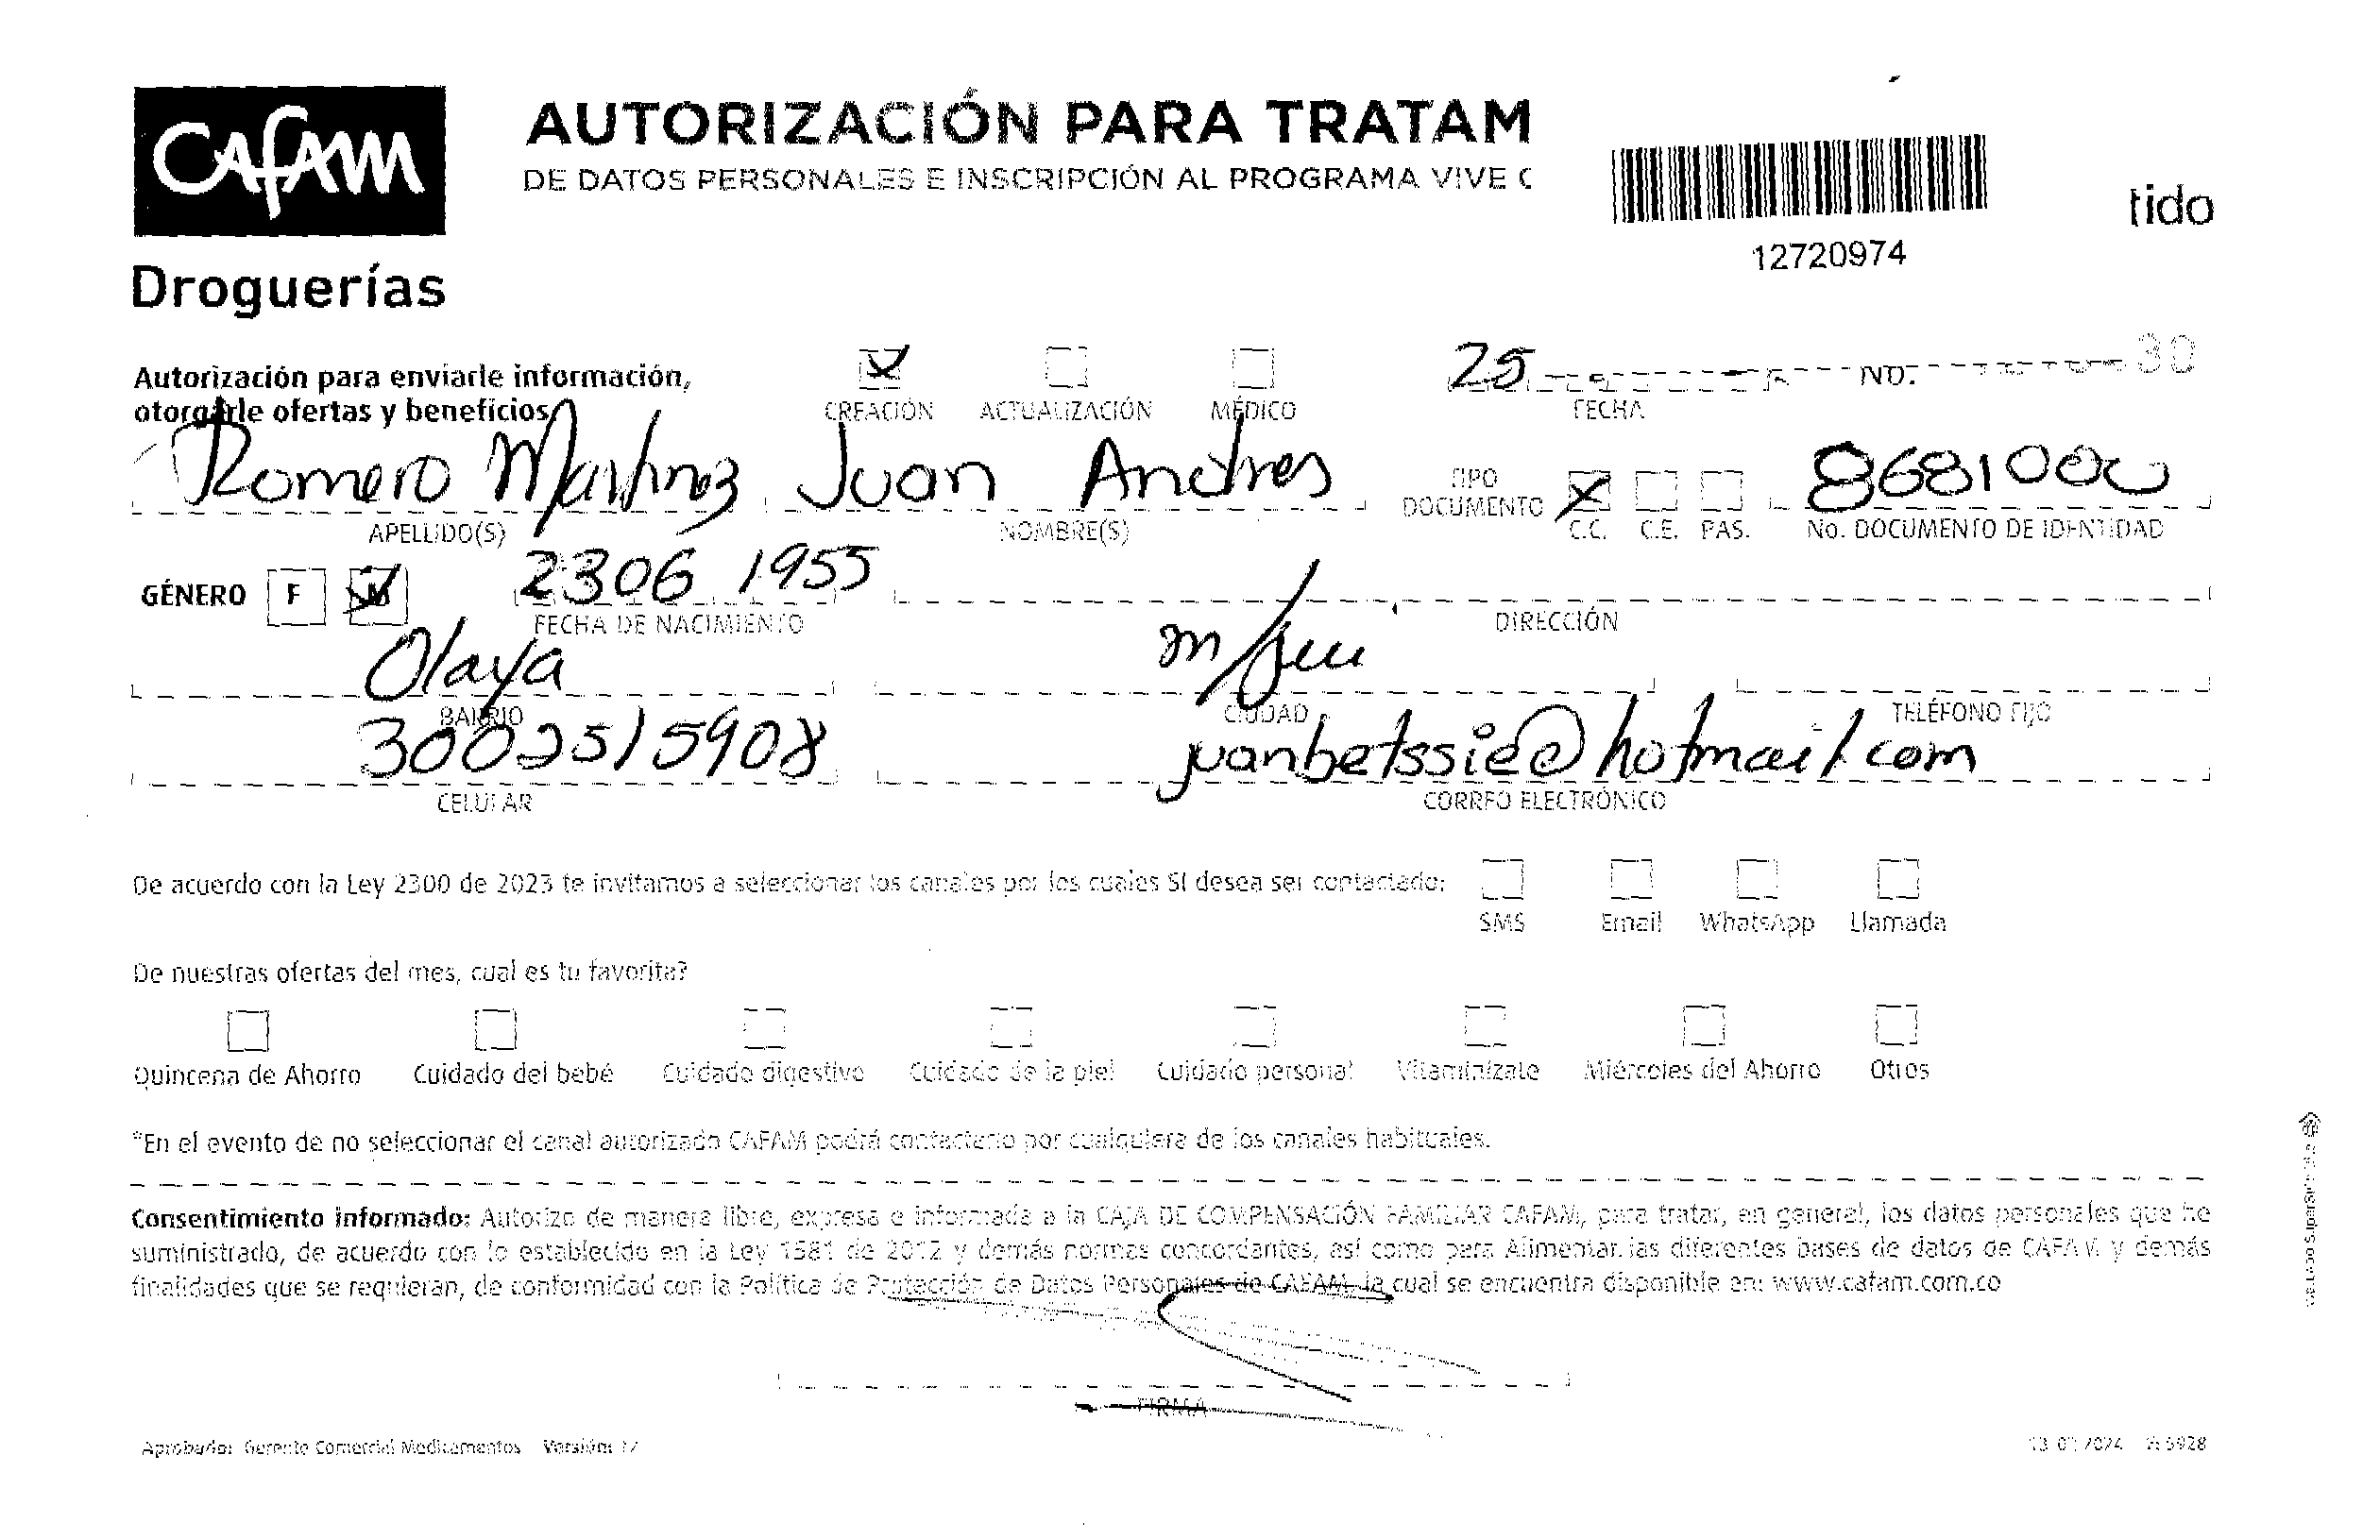 CAFAM
Droguerías
AUTORIZACIÓN PARA TRATAM
DE DATOS PERSONALES E INSCRIPCIÓN AL PROGRAMA VIVE C
tido
12720974
Autorización para enviarle información,
otorgarle ofertas y beneficios
CREACIÓN ACTUALIZACIÓN MÉDICO
25 NO. 30
FECHA
Romero Martinez Juan Andres
APELLIDO(S) NOMBRE(S)
TIPO
DOCUMENTO
C.C. C.E. PAS.
8681000
No. DOCUMENTO DE IDENTIDAD
GÉNERO F M
2306 1955
FECHA DE NACIMIENTO
DIRECCIÓN
Olaya
BARRIO CIUDAD TELÉFONO FIJO
3002515908 juanbetssie@hotmail.com
CELULAR CORREO ELECTRÓNICO
De acuerdo con la Ley 2300 de 2023 te invitamos a seleccionar los canales por los cuales SI desea ser contactado:
SMS Email WhatsApp Llamada
De nuestras ofertas del mes, cual es tu favorita?
Quincena de Ahorro Cuidado del bebé Cuidado digestivo Cuidado de la piel Cuidado personal Vitamínízate Miércoles del Ahorro Otros
*En el evento de no seleccionar el canal autorizado CAFAM podrá contactarlo por cualquiera de los canales habituales.
Consentimiento informado: Autorizo de manera libre, expresa e informada a la CAJA DE COMPENSACIÓN FAMILIAR CAFAM, para tratar, en general, los datos personales que he
suministrado, de acuerdo con lo establecido en la Ley 1581 de 2012 y demás normas concordantes, así como para Alimentar las diferentes bases de datos de CAFAM y demás
finalidades que se requieran, de conformidad con la Política de Protección de Datos Personales de CAFAM, la cual se encuentra disponible en: www.cafam.com.co
FIRMA
Aprobador: Gerente Comercial Medicamentos Versión: 12